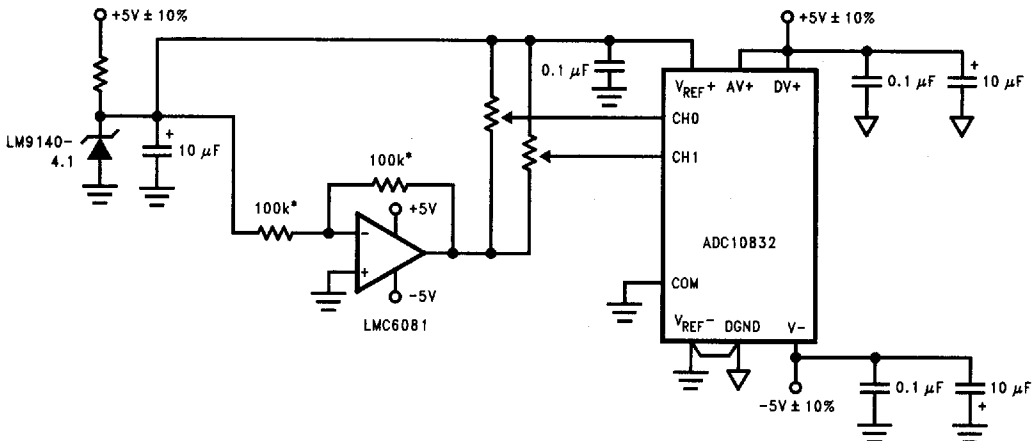 +5V ± 10%
+5V ± 10%
0.1 μF
VREF+ AV+ DV+
0.1 μF
+
10 μF
CH0
LM9140-
4.1
+
10 μF
100k*
CH1
100k*
+5V
-
+
ADC10832
COM
-5V
LMC6081
VREF- DGND V-
0.1 μF
10 μF
+
-5V ± 10%